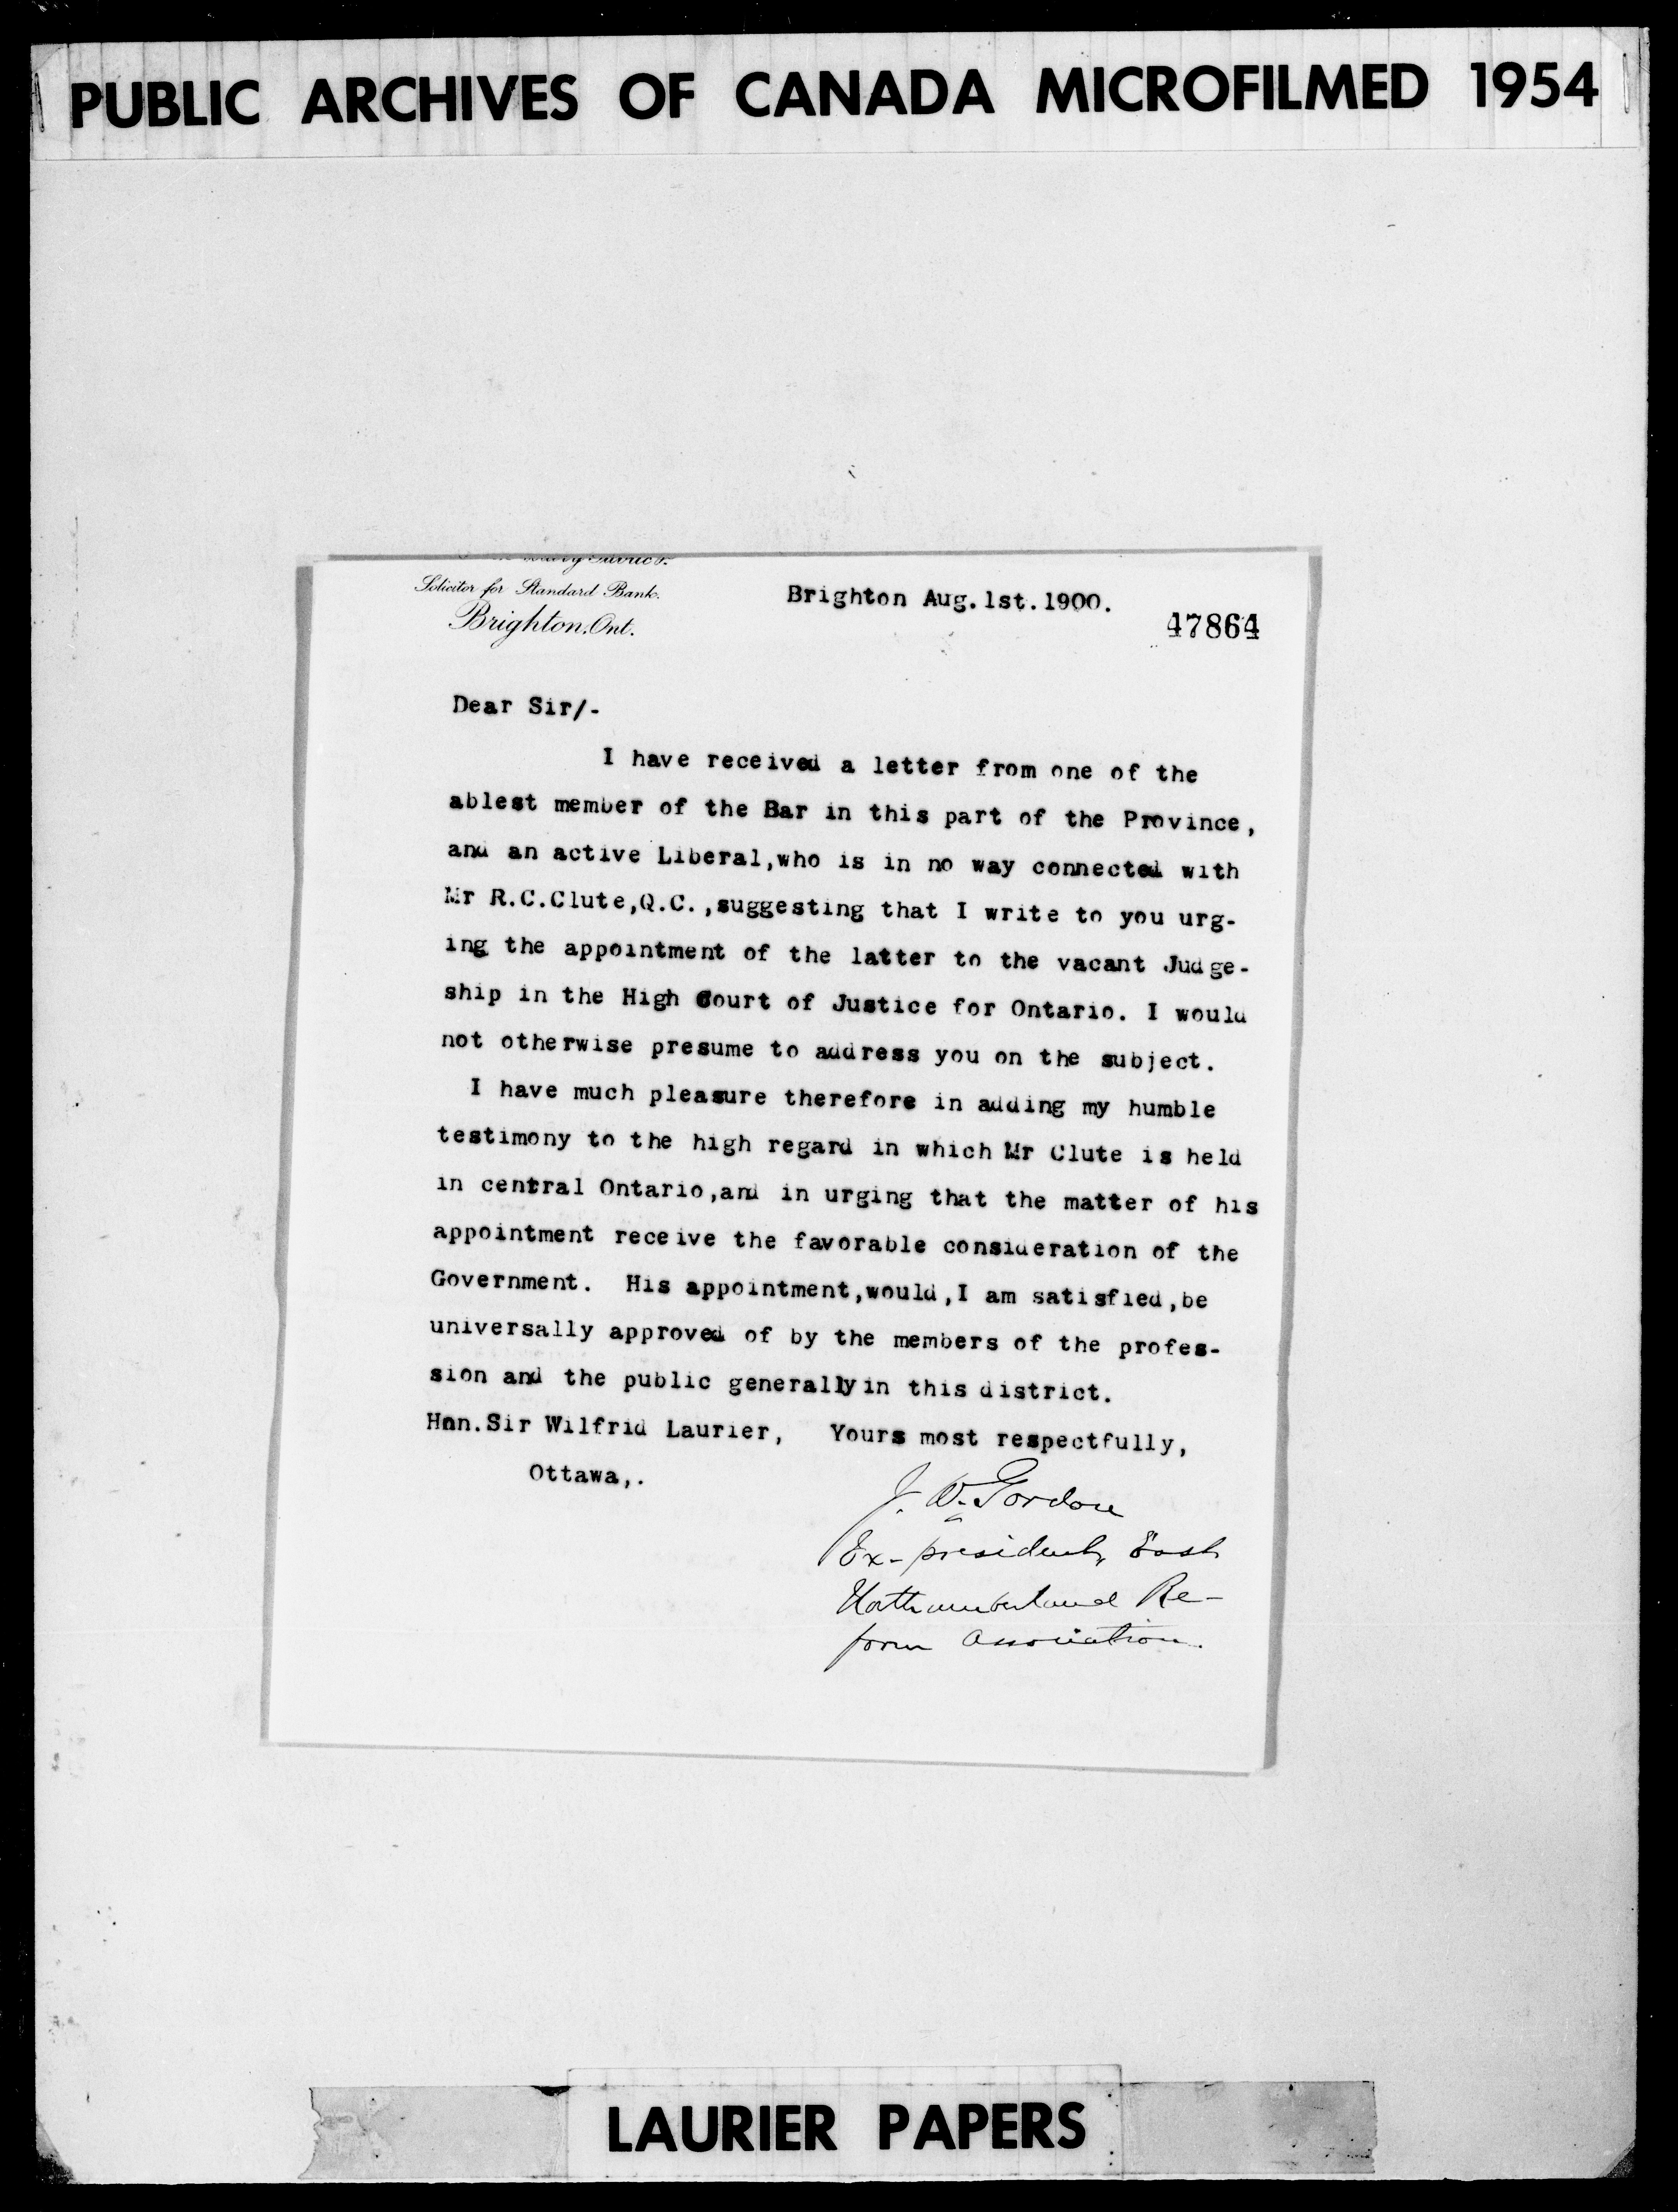 PUBLIC ARCHIVES OF CANADA MICROFILMED 1954
Solicitor for Standard Bank.
Brighton, Ont.
Brighton Aug.1st.1900.
47864
Dear Sir/-
I have received a letter from one of the
ablest member of the Bar in this part of the Province,
and an active Liberal,who is in no way connected with
Mr R.C.Clute,Q.C.,suggesting that I write to you urg-
ing the appointment of the latter to the vacant Judge-
ship in the High Court of Justice for Ontario. I would
not otherwise presume to address you on the subject.
I have much pleasure therefore in adding my humble
testimony to the high regard in which Mr Clute is held
in central Ontario,and in urging that the matter of his
appointment receive the favorable consideration of the
Government. His appointment,would,I am satisfied,be
universally approved of by the members of the profes-
sion and the public generally in this district.
Hon.Sir Wilfrid Laurier, Yours most respectfully,
Ottawa,.
J. W. Gordon
Ex-president, East
Northumberland Re-
form Association.
LAURIER PAPERS